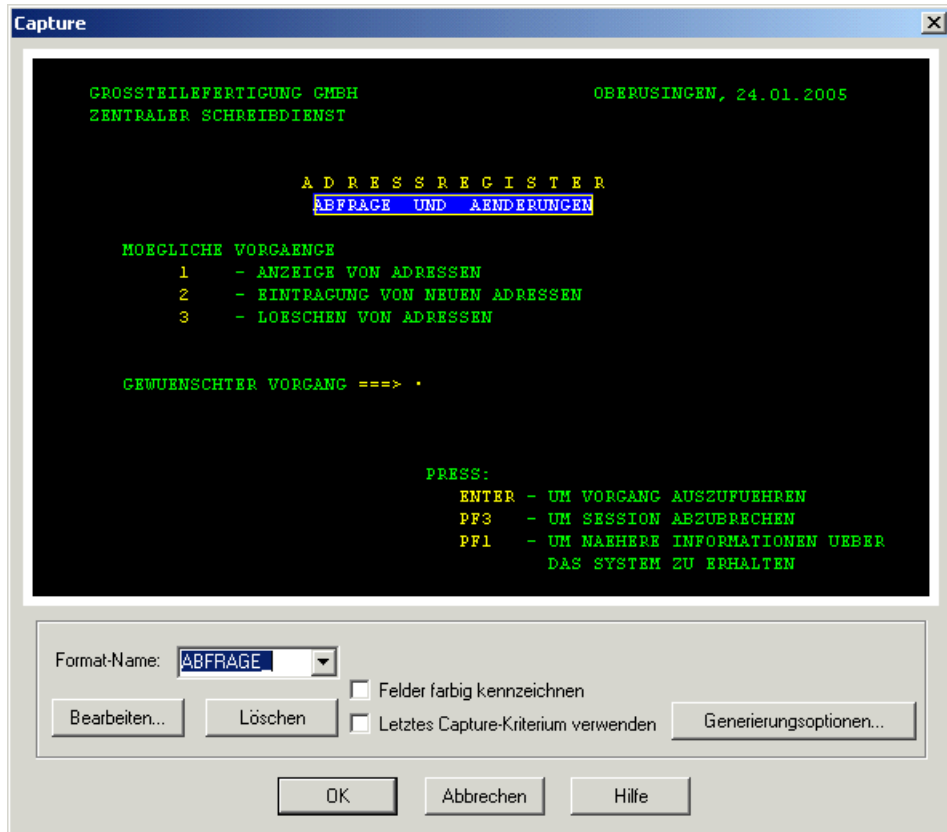 Capture
GROSSTEILEFERTIGUNG GMBH OBERUSINGEN, 24.01.2005
ZENTRALER SCHREIBDIENST
A D R E S S R E G I S T E R
ABFRAGE UND AENDERUNGEN
MOEGLICHE VORGAENGE
1 - ANZEIGE VON ADRESSEN
2 - EINTRAGUNG VON NEUEN ADRESSEN
3 - LOESCHEN VON ADRESSEN
GEWUENSCHTER VORGANG ===> .
PRESS:
ENTER - UM VORGANG AUSZUFUEHREN
PF3 - UM SESSION ABZUBRECHEN
PF1 - UM NAEHERE INFORMATIONEN UEBER
DAS SYSTEM ZU ERHALTEN
Format-Name: ABFRAGE_
Felder farbig kennzeichnen
Bearbeiten... Löschen Letztes Capture-Kriterium verwenden Generierungsoptionen...
OK Abbrechen Hilfe